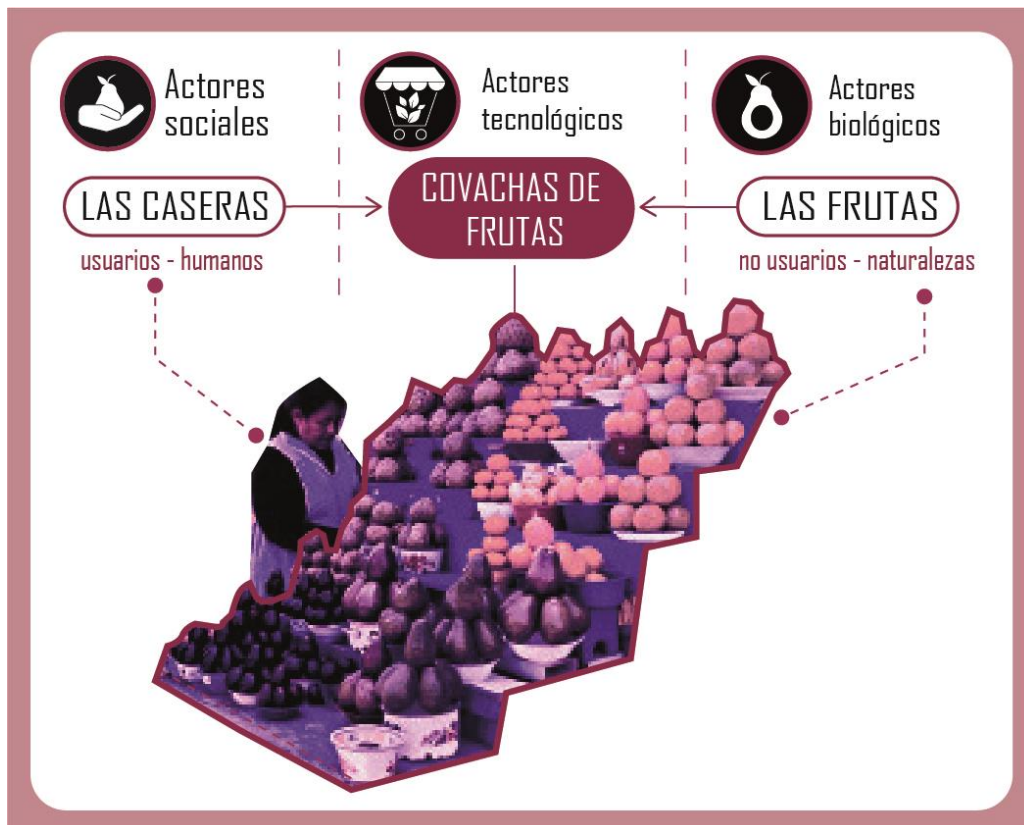 Actores
sociales
Actores
tecnológicos
Actores
biológicos
LAS CASERAS
COVACHAS DE
FRUTAS
LAS FRUTAS
usuarios - humanos
no usuarios - naturalezas